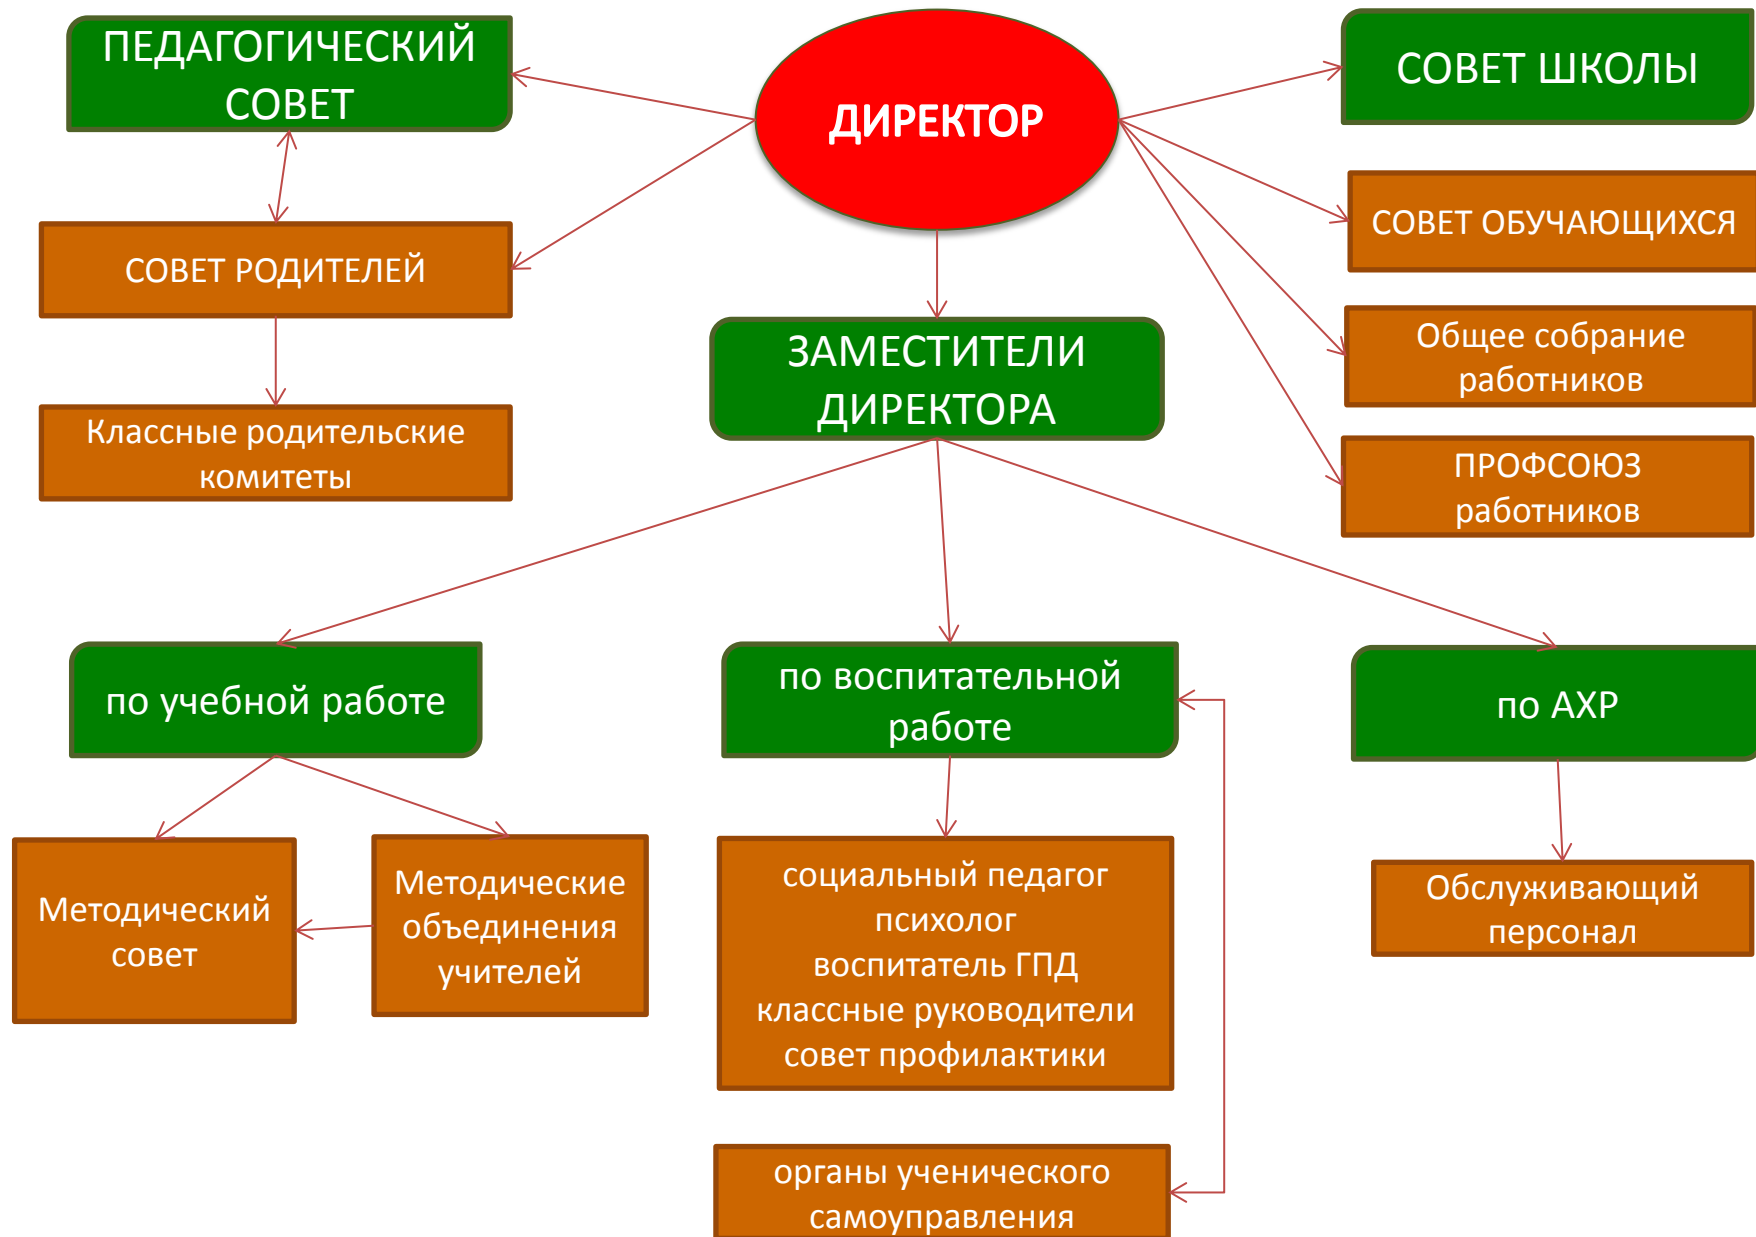 ПЕДАГОГИЧЕСКИЙ
СОВЕТ
ДИРЕКТОР
СОВЕТ ШКОЛЫ
СОВЕТ РОДИТЕЛЕЙ
СОВЕТ ОБУЧАЮЩИХСЯ
ЗАМЕСТИТЕЛИ
ДИРЕКТОРА
Общее собрание
работников
Классные родительские
комитеты
ПРОФСОЮЗ
работников
по учебной работе
по воспитательной
работе
по АХР
Методический
совет
Методические
объединения
учителей
социальный педагог
психолог
воспитатель ГПД
классные руководители
совет профилактики
Обслуживающий
персонал
органы ученического
самоуправления